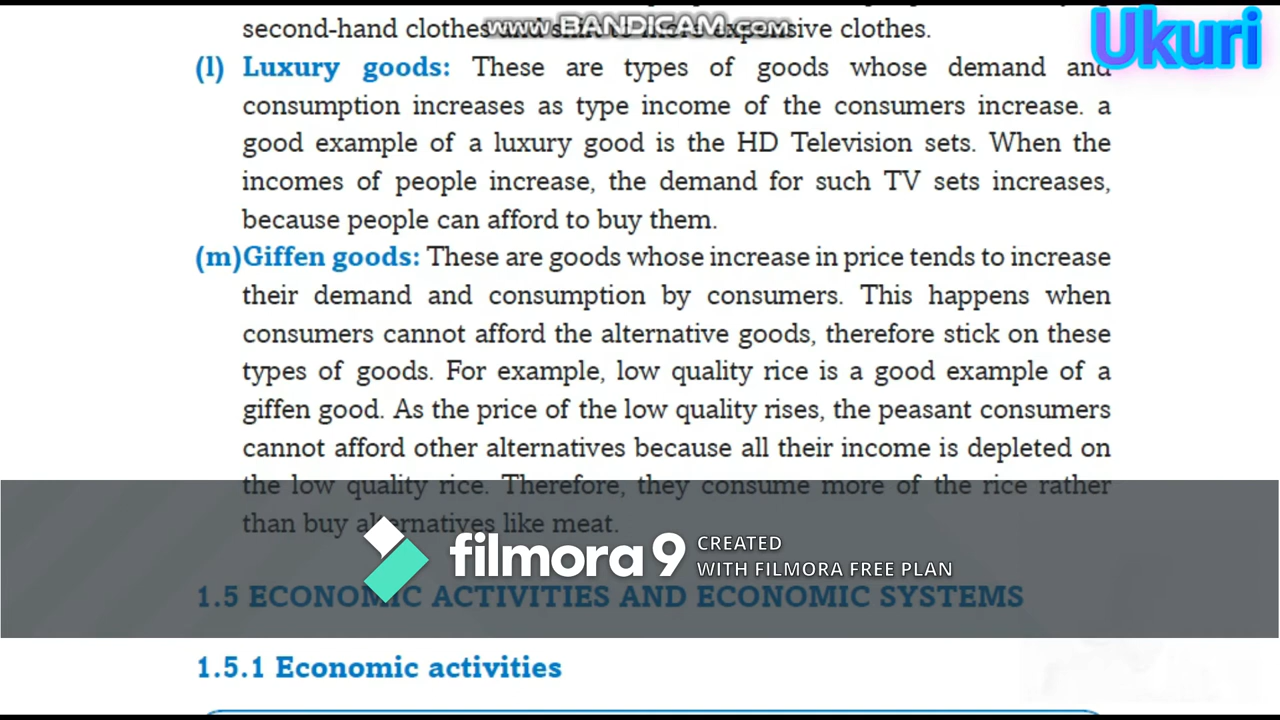 www.BANDICAM.com
second-hand clothes and shift to more expensive clothes.
Ukuri
(l) Luxury goods: These are types of goods whose demand and
consumption increases as type income of the consumers increase. a
good example of a luxury good is the HD Television sets. When the
incomes of people increase, the demand for such TV sets increases,
because people can afford to buy them.
(m)Giffen goods: These are goods whose increase in price tends to increase
their demand and consumption by consumers. This happens when
consumers cannot afford the alternative goods, therefore stick on these
types of goods. For example, low quality rice is a good example of a
giffen good. As the price of the low quality rises, the peasant consumers
cannot afford other alternatives because all their income is depleted on
the low quality rice. Therefore, they consume more of the rice rather
than buy alternatives like meat.
filmora9
CREATED
WITH FILMORA FREE PLAN
1.5 ECONOMIC ACTIVITIES AND ECONOMIC SYSTEMS
1.5.1 Economic activities